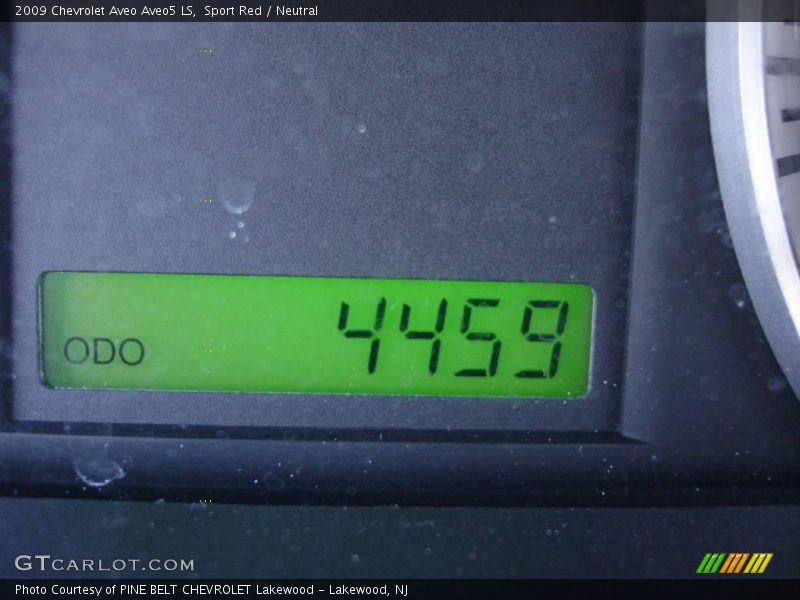 2009 Chevrolet Aveo Aveo5 LS, Sport Red / Neutral
ODO 4459
GTCARLOT.COM
Photo Courtesy of PINE BELT CHEVROLET Lakewood - Lakewood, NJ